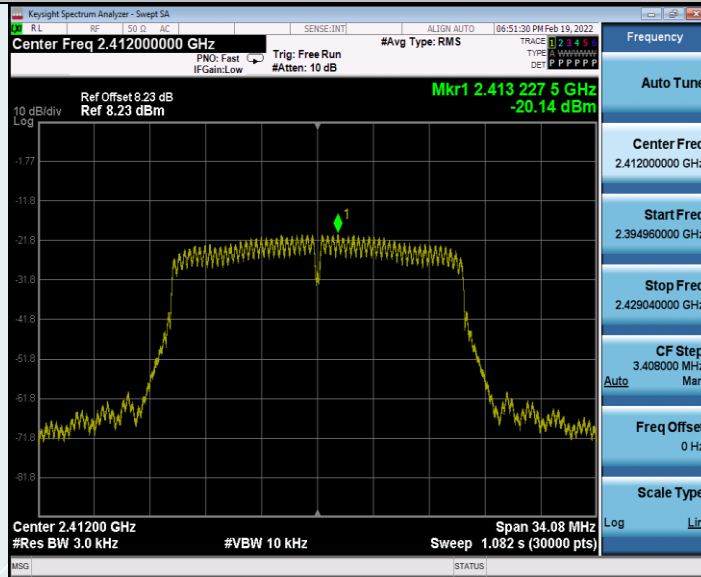 Keysight Spectrum Analyzer - Swept SA
RL RF 50 Ω AC SENSE:INT ALIGN AUTO 06:51:30 PM Feb 19, 2022
Center Freq 2.412000000 GHz
PNO: Fast
IFGain:Low
Trig: Free Run
#Atten: 10 dB
#Avg Type: RMS
TRACE 1 2 3 4 5 6
TYPE A WWWWW
DET P P P P P P
Mkr1 2.413 227 5 GHz
-20.14 dBm
Ref Offset 8.23 dB
10 dB/div Ref 8.23 dBm
Log
1
-1.77
-11.8
-21.8
-31.8
-41.8
-51.8
-61.8
-71.8
-81.8
Center 2.41200 GHz Span 34.08 MHz
#Res BW 3.0 kHz #VBW 10 kHz Sweep 1.082 s (30000 pts)
MSG STATUS
Frequency
Auto Tune
Center Freq
2.412000000 GHz
Start Freq
2.394960000 GHz
Stop Freq
2.429040000 GHz
CF Step
3.408000 MHz
Auto Man
Freq Offset
0 Hz
Scale Type
Log Lin